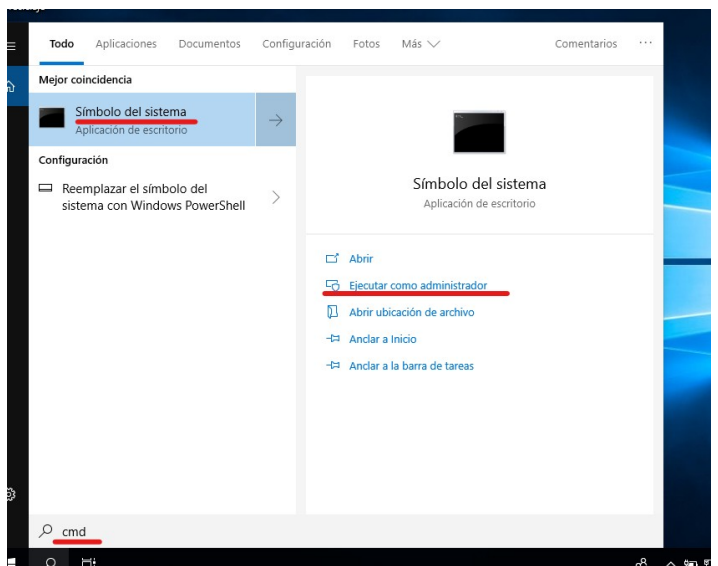 Todo Aplicaciones Documentos Configuración Fotos Más Comentarios ...
Mejor coincidencia
Símbolo del sistema
Aplicación de escritorio
Configuración
Reemplazar el símbolo del
sistema con Windows PowerShell
Símbolo del sistema
Aplicación de escritorio
Abrir
Ejecutar como administrador
Abrir ubicación de archivo
Anclar a Inicio
Anclar a la barra de tareas
cmd